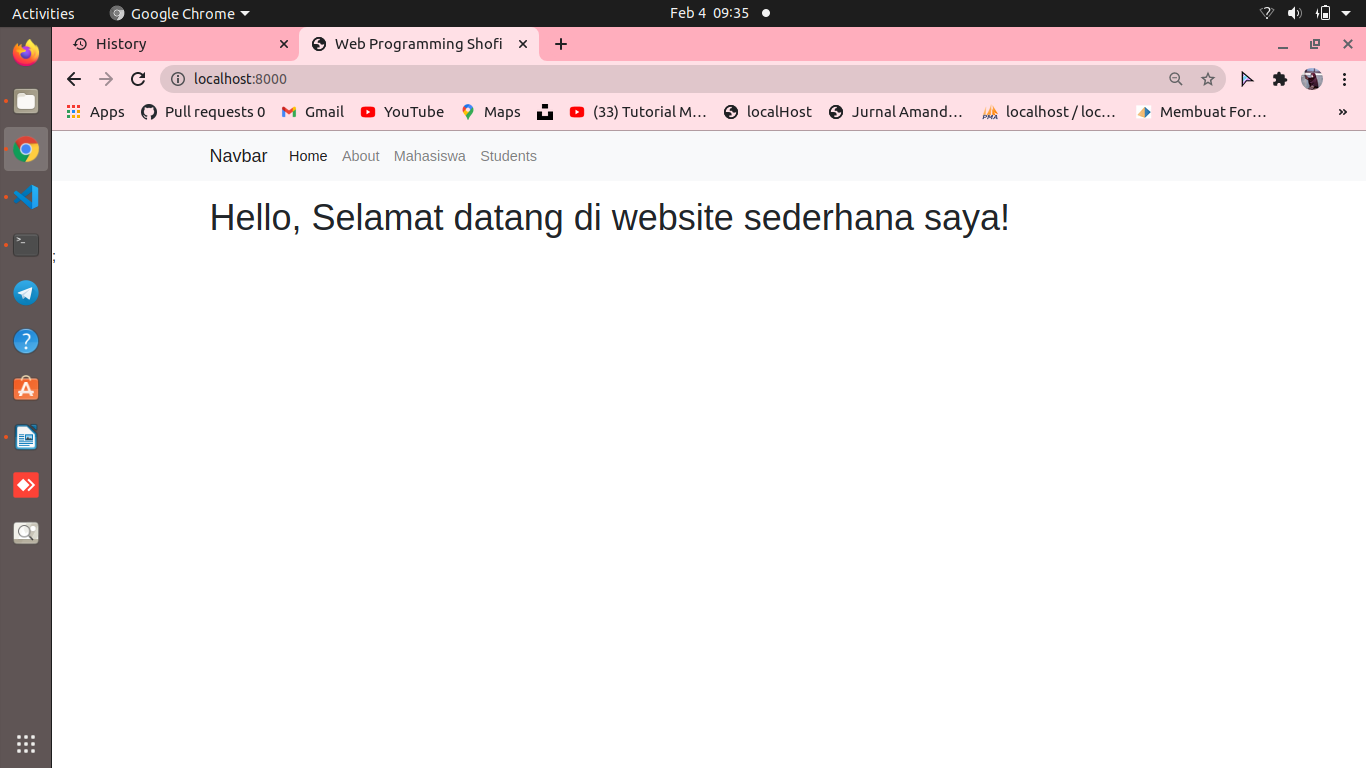 Activities Google Chrome Feb 4 09:35
History Web Programming Shofi
localhost:8000
Apps Pull requests 0 Gmail YouTube Maps (33) Tutorial M… localHost Jurnal Amand… PMA localhost / loc… Membuat For… »
Navbar Home About Mahasiswa Students
Hello, Selamat datang di website sederhana saya!
;